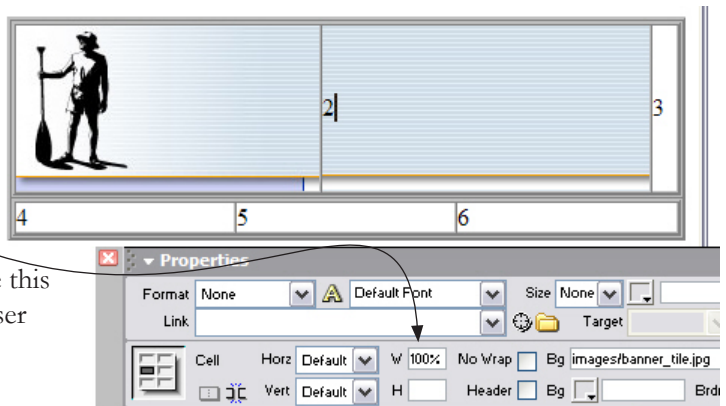 2 3
4 5 6
Properties
e this
ser
Format None Default Font Size None
Link Target
Cell Horz Default W 100% No Wrap Bg images/banner_tile.jpg
Vert Default H Header Bg Brdr